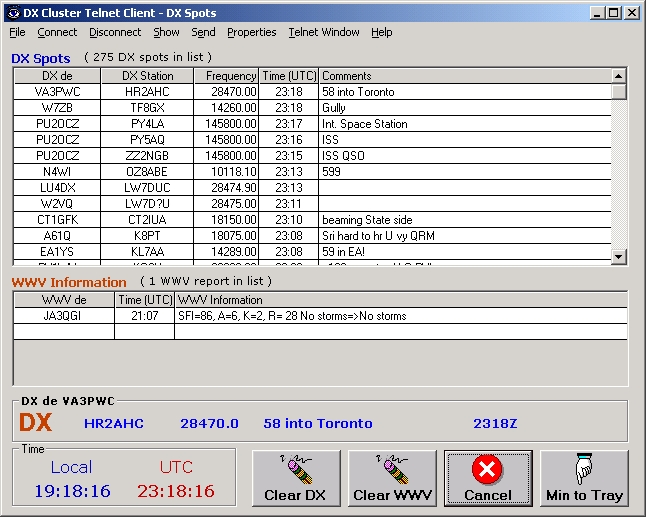 DX Cluster Telnet Client - DX Spots
File Connect Disconnect Show Send Properties Telnet Window Help
DX Spots ( 275 DX spots in list )
DX de DX Station Frequency Time (UTC) Comments
VA3PWC HR2AHC 28470.00 23:18 58 into Toronto
W7ZB TF8GX 14260.00 23:18 Gully
PU2OCZ PY4LA 145800.00 23:17 Int. Space Station
PU2OCZ PY5AQ 145800.00 23:16 ISS
PU2OCZ ZZ2NGB 145800.00 23:15 ISS QSO
N4WI OZ8ABE 10118.10 23:13 599
LU4DX LW7DUC 28474.90 23:13
W2VQ LW7D?U 28475.00 23:11
CT1GFK CT2IUA 18150.00 23:10 beaming State side
A61Q K8PT 18075.00 23:08 Sri hard to hr U vy QRM
EA1YS KL7AA 14289.00 23:08 59 in EA!
WWV Information ( 1 WWV report in list )
WWV de Time (UTC) WWV Information
JA3QGI 21:07 SFI=86, A=6, K=2, R= 28 No storms=>No storms
DX de VA3PWC
DX HR2AHC 28470.0 58 into Toronto 2318Z
Time
Local UTC
19:18:16 23:18:16
Clear DX Clear WWV Cancel Min to Tray